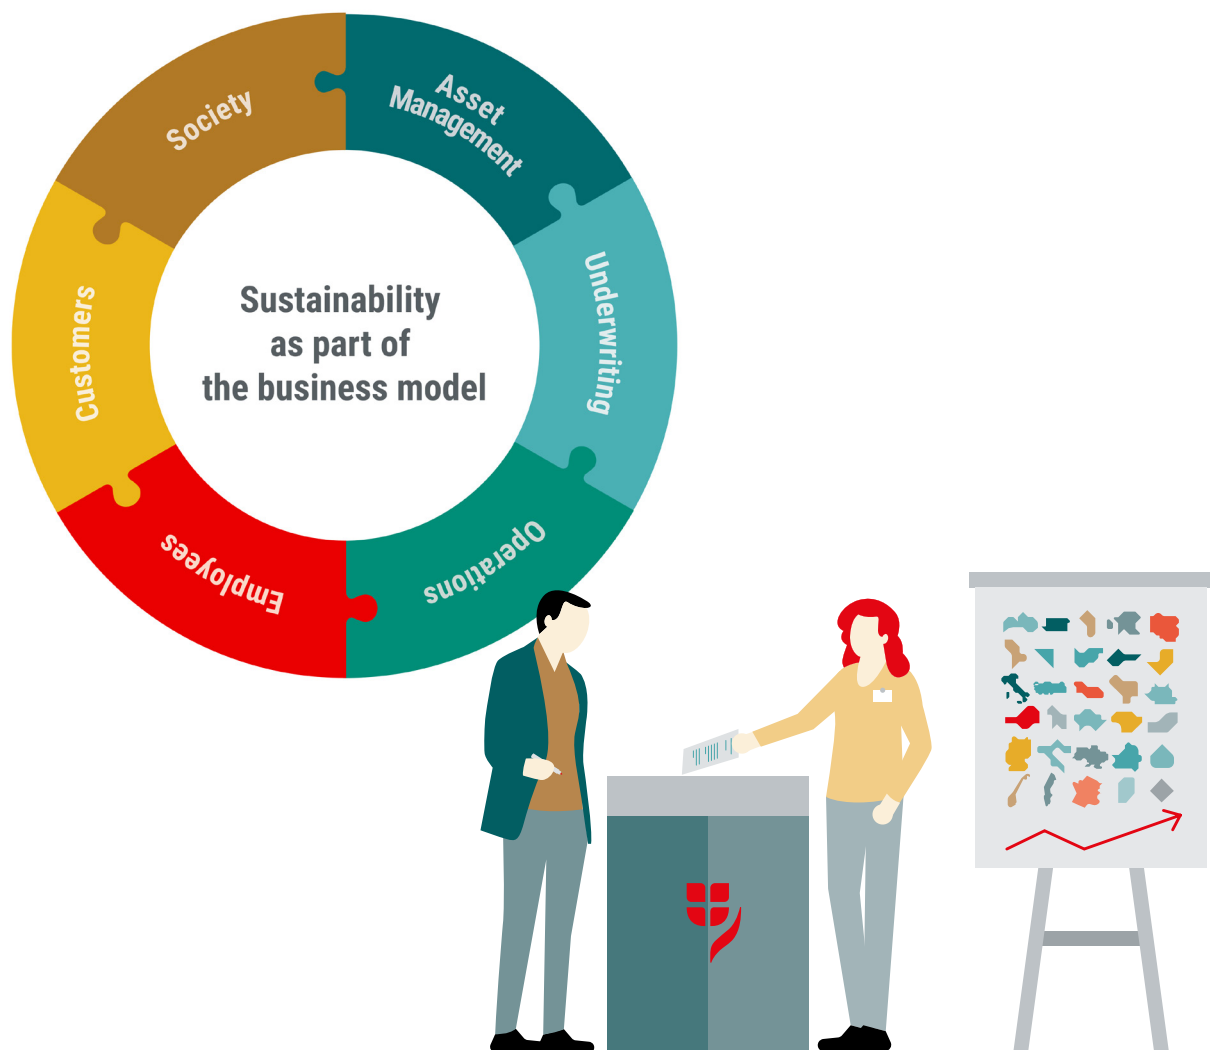 Society
Asset
Management
Underwriting
Operations
Employees
Customers
Sustainability
as part of
the business model